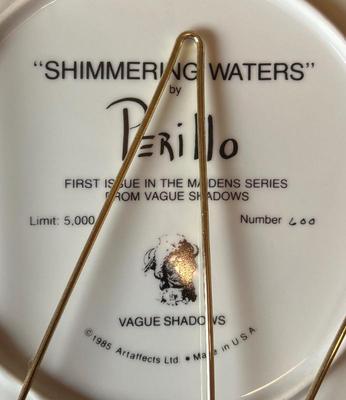 "SHIMMERING WATERS"
by
PERillo
FIRST ISSUE IN THE MAIDENS SERIES
FROM VAGUE SHADOWS
Limit: 5,000 Number 600
VAGUE SHADOWS
©1985 Artaffects Ltd. • Made in U.S.A